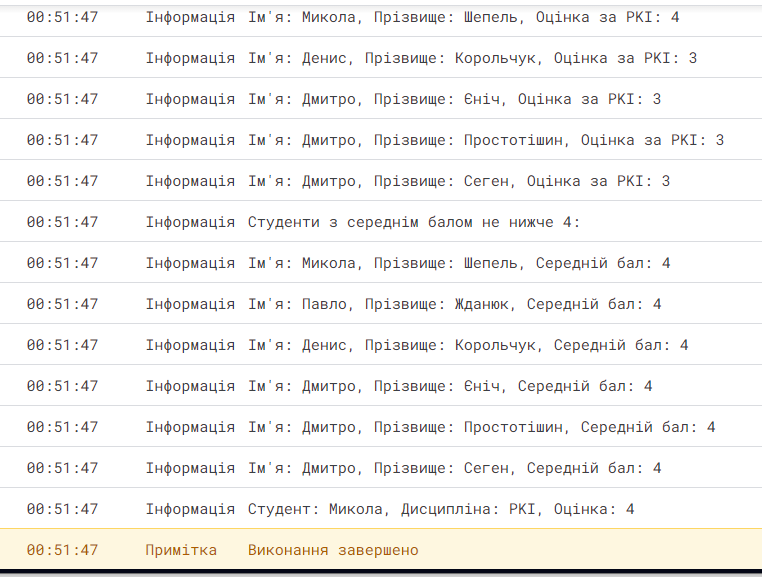 00:51:47 Інформація Ім'я: Микола, Прізвище: Шепель, Оцінка за РКІ: 4
00:51:47 Інформація Ім'я: Денис, Прізвище: Корольчук, Оцінка за РКІ: 3
00:51:47 Інформація Ім'я: Дмитро, Прізвище: Єніч, Оцінка за РКІ: 3
00:51:47 Інформація Ім'я: Дмитро, Прізвище: Простотішин, Оцінка за РКІ: 3
00:51:47 Інформація Ім'я: Дмитро, Прізвище: Сеген, Оцінка за РКІ: 3
00:51:47 Інформація Студенти з середнім балом не нижче 4:
00:51:47 Інформація Ім'я: Микола, Прізвище: Шепель, Середній бал: 4
00:51:47 Інформація Ім'я: Павло, Прізвище: Жданюк, Середній бал: 4
00:51:47 Інформація Ім'я: Денис, Прізвище: Корольчук, Середній бал: 4
00:51:47 Інформація Ім'я: Дмитро, Прізвище: Єніч, Середній бал: 4
00:51:47 Інформація Ім'я: Дмитро, Прізвище: Простотішин, Середній бал: 4
00:51:47 Інформація Ім'я: Дмитро, Прізвище: Сеген, Середній бал: 4
00:51:47 Інформація Студент: Микола, Дисципліна: РКІ, Оцінка: 4
00:51:47 Примітка Виконання завершено